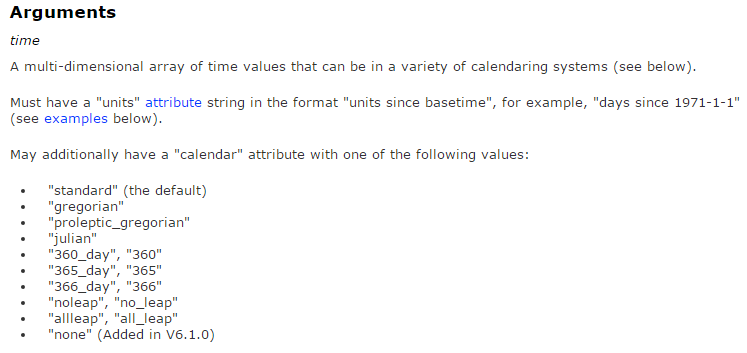 Arguments
time
A multi-dimensional array of time values that can be in a variety of calendaring systems (see below).
Must have a "units" attribute string in the format "units since basetime", for example, "days since 1971-1-1"
(see examples below).
May additionally have a "calendar" attribute with one of the following values:
• "standard" (the default)
• "gregorian"
• "proleptic_gregorian"
• "julian"
• "360_day", "360"
• "365_day", "365"
• "366_day", "366"
• "noleap", "no_leap"
• "allleap", "all_leap"
• "none" (Added in V6.1.0)